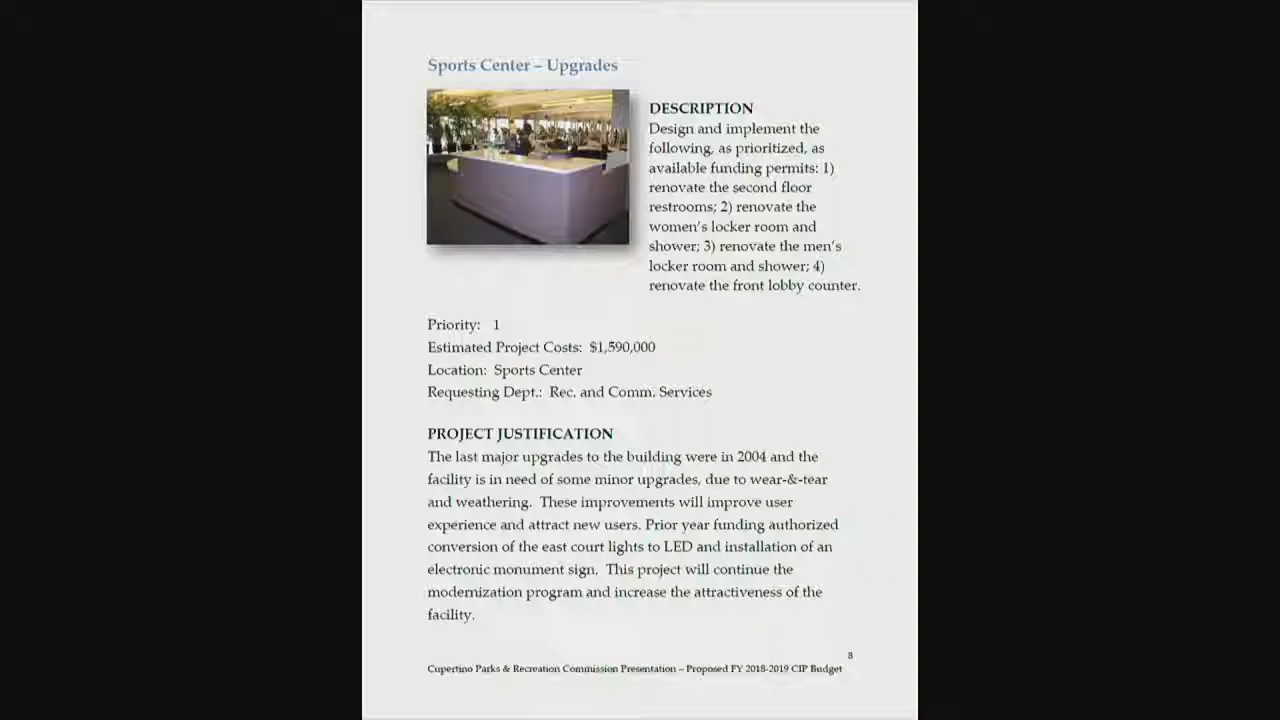 Sports Center – Upgrades
DESCRIPTION
Design and implement the
following, as prioritized, as
available funding permits: 1)
renovate the second floor
restrooms; 2) renovate the
women's locker room and
shower; 3) renovate the men's
locker room and shower; 4)
renovate the front lobby counter.
Priority: 1
Estimated Project Costs: $1,590,000
Location: Sports Center
Requesting Dept.: Rec. and Comm. Services
PROJECT JUSTIFICATION
The last major upgrades to the building were in 2004 and the
facility is in need of some minor upgrades, due to wear-&-tear
and weathering. These improvements will improve user
experience and attract new users. Prior year funding authorized
conversion of the east court lights to LED and installation of an
electronic monument sign. This project will continue the
modernization program and increase the attractiveness of the
facility.
8
Cupertino Parks & Recreation Commission Presentation – Proposed FY 2018-2019 CIP Budget